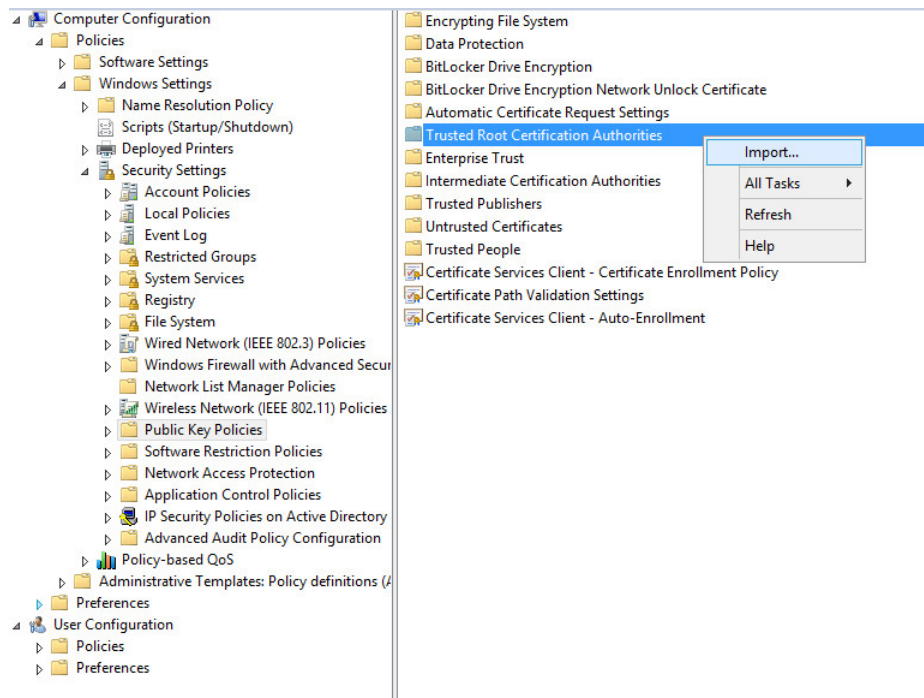 Computer Configuration
Policies
Software Settings
Windows Settings
Name Resolution Policy
Scripts (Startup/Shutdown)
Deployed Printers
Security Settings
Account Policies
Local Policies
Event Log
Restricted Groups
System Services
Registry
File System
Wired Network (IEEE 802.3) Policies
Windows Firewall with Advanced Secur
Network List Manager Policies
Wireless Network (IEEE 802.11) Policies
Public Key Policies
Software Restriction Policies
Network Access Protection
Application Control Policies
IP Security Policies on Active Directory
Advanced Audit Policy Configuration
Policy-based QoS
Administrative Templates: Policy definitions (A
Preferences
User Configuration
Policies
Preferences
Encrypting File System
Data Protection
BitLocker Drive Encryption
BitLocker Drive Encryption Network Unlock Certificate
Automatic Certificate Request Settings
Trusted Root Certification Authorities
Enterprise Trust
Intermediate Certification Authorities
Trusted Publishers
Untrusted Certificates
Trusted People
Certificate Services Client - Certificate Enrollment Policy
Certificate Path Validation Settings
Certificate Services Client - Auto-Enrollment
Import...
All Tasks
Refresh
Help